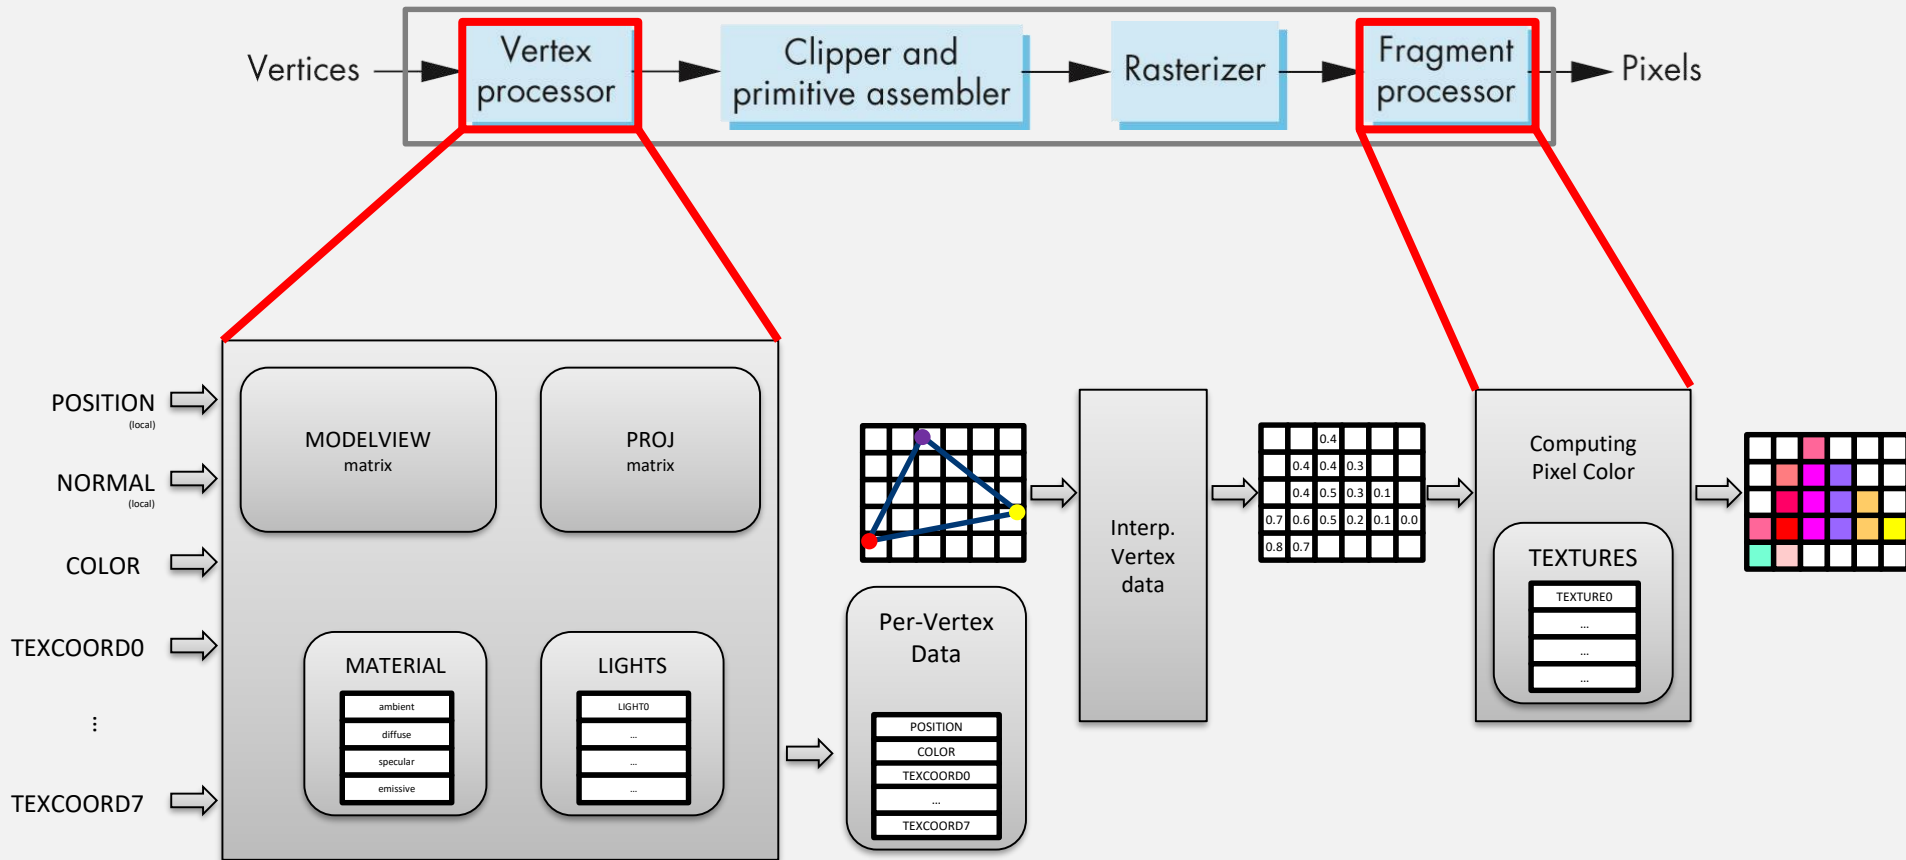 Vertices
Vertex
processor
Clipper and
primitive assembler
Rasterizer
Fragment
processor
Pixels
POSITION
(local)
NORMAL
(local)
COLOR
TEXCOORD0
...
TEXCOORD7
MODELVIEW
matrix
PROJ
matrix
MATERIAL
ambient
diffuse
specular
emissive
LIGHTS
LIGHT0
...
...
...
Per-Vertex
Data
POSITION
COLOR
TEXCOORD0
...
TEXCOORD7
Interp.
Vertex
data
0.4
0.4 0.4 0.3
0.4 0.5 0.3 0.1
0.7 0.6 0.5 0.2 0.1 0.0
0.8 0.7
Computing
Pixel Color
TEXTURES
TEXTURE0
...
...
...